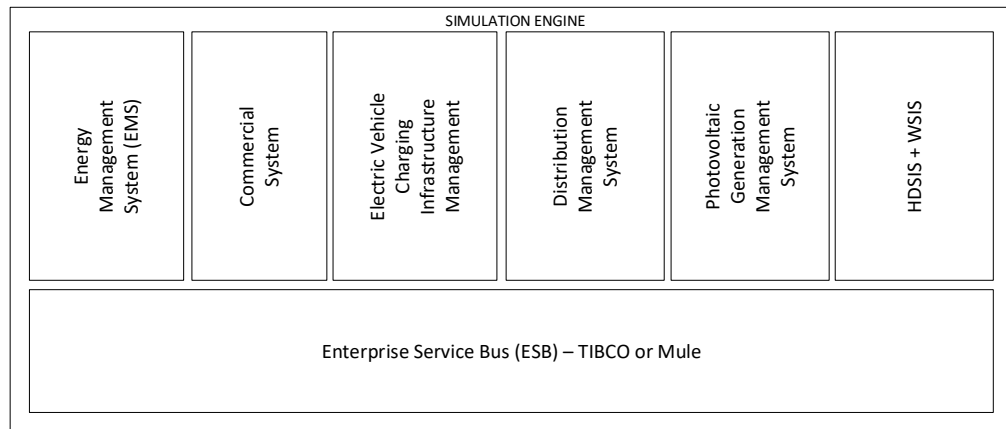 SIMULATION ENGINE
Energy
Management
System (EMS)
Commercial
System
Electric Vehicle
Charging
Infrastructure
Management
Distribution
Management
System
Photovoltaic
Generation
Management
System
HDSIS + WSIS
Enterprise Service Bus (ESB) – TIBCO or Mule